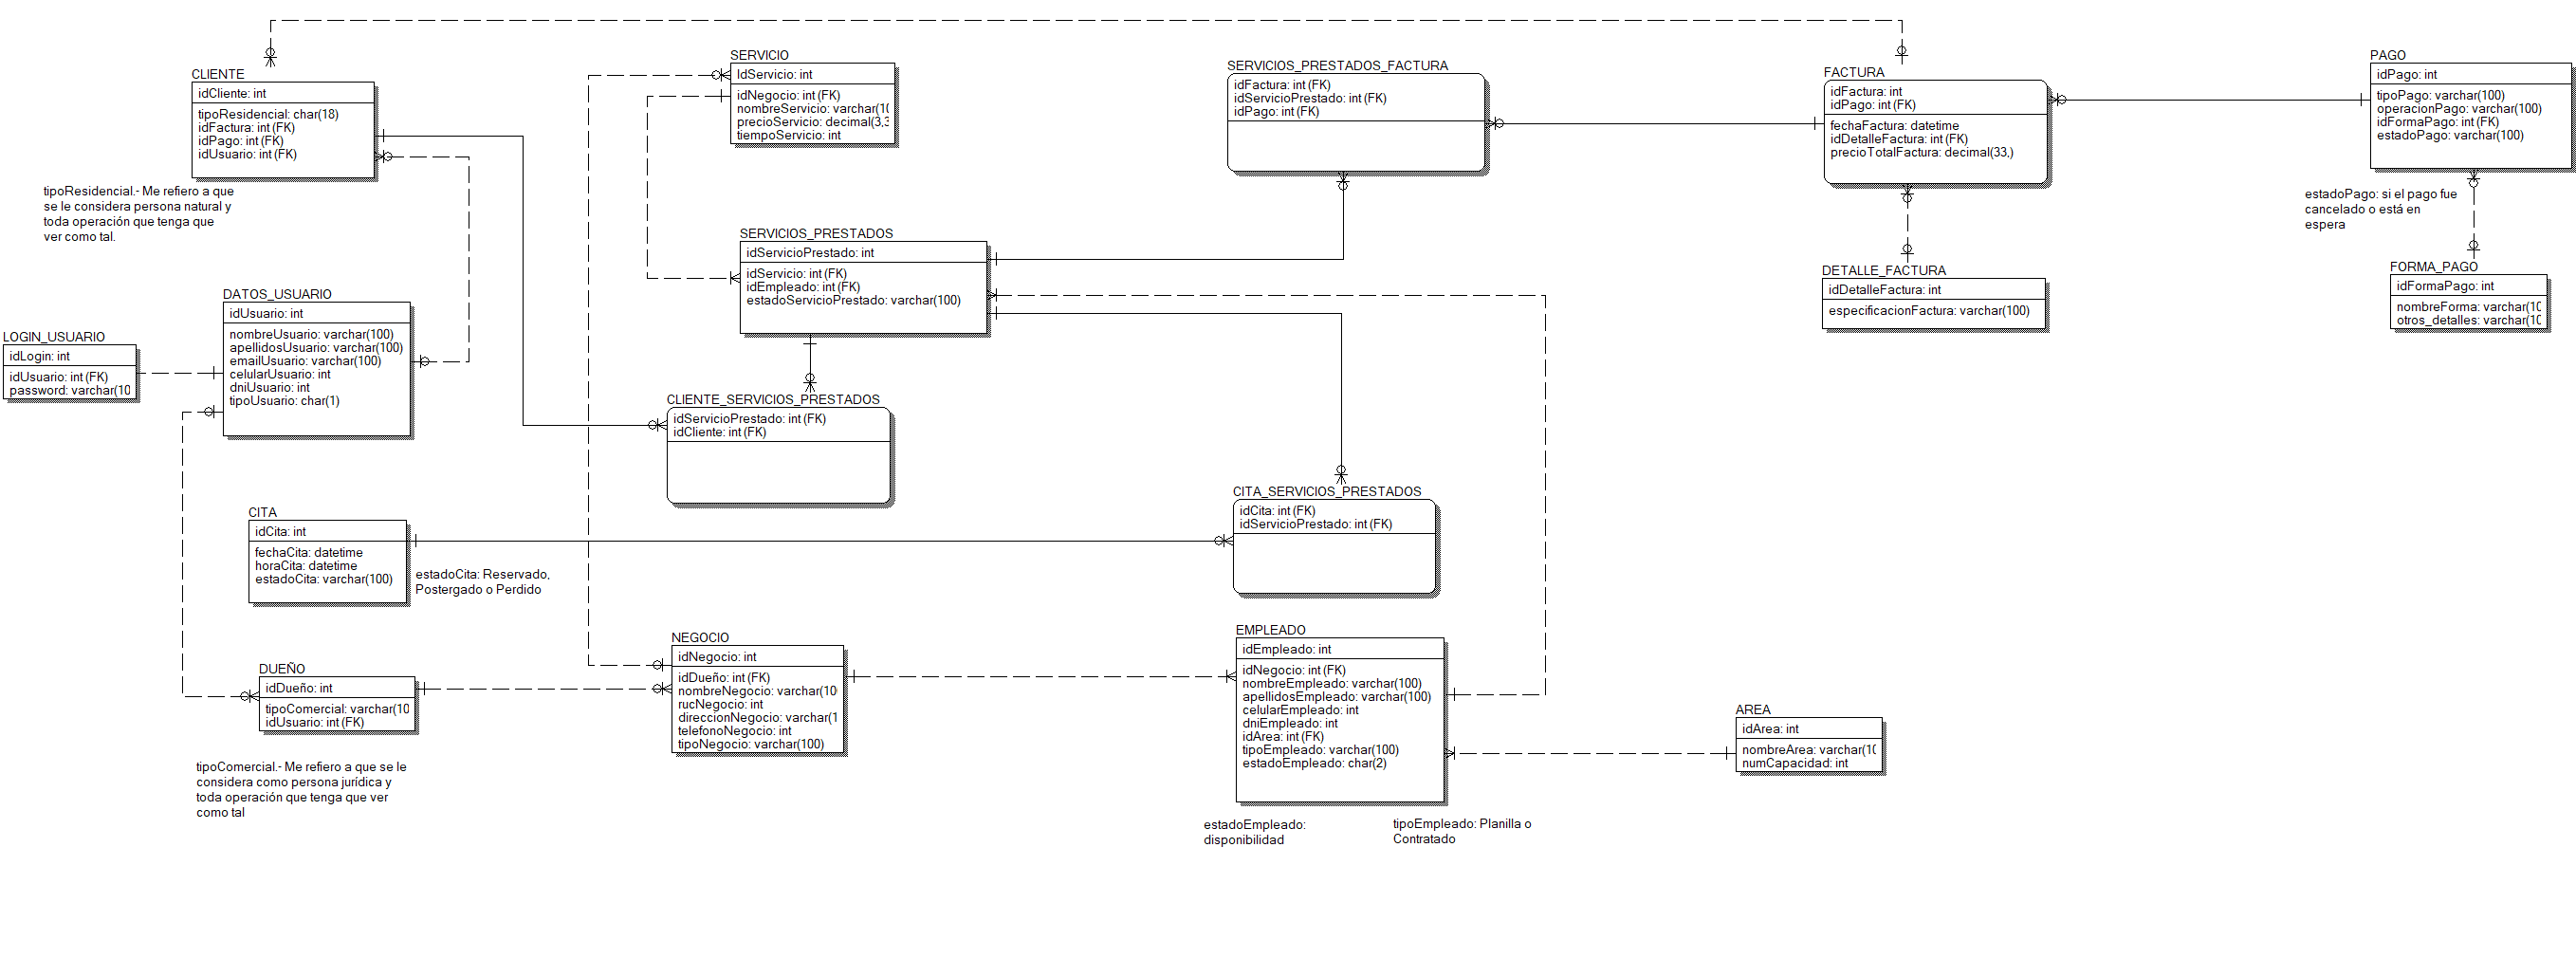 CLIENTE
idCliente: int
tipoResidencial: char(18)
idFactura: int (FK)
idPago: int (FK)
idUsuario: int (FK)
tipoResidencial.- Me refiero a que
se le considera persona natural y
toda operación que tenga que
ver como tal.
SERVICIO
IdServicio: int
idNegocio: int (FK)
nombreServicio: varchar(10
precioServicio: decimal(3,3
tiempoServicio: int
SERVICIOS_PRESTADOS_FACTURA
idFactura: int (FK)
idServicioPrestado: int (FK)
idPago: int (FK)
FACTURA
idFactura: int
idPago: int (FK)
fechaFactura: datetime
idDetalleFactura: int (FK)
precioTotalFactura: decimal(33,)
PAGO
idPago: int
tipoPago: varchar(100)
operacionPago: varchar(100)
idFormaPago: int (FK)
estadoPago: varchar(100)
estadoPago: si el pago fue
cancelado o está en
espera
SERVICIOS_PRESTADOS
idServicioPrestado: int
idServicio: int (FK)
idEmpleado: int (FK)
estadoServicioPrestado: varchar(100)
DETALLE_FACTURA
idDetalleFactura: int
especificacionFactura: varchar(100)
FORMA_PAGO
idFormaPago: int
nombreForma: varchar(10
otros_detalles: varchar(10
DATOS_USUARIO
idUsuario: int
nombreUsuario: varchar(100)
apellidosUsuario: varchar(100)
emailUsuario: varchar(100)
celularUsuario: int
dniUsuario: int
tipoUsuario: char(1)
LOGIN_USUARIO
idLogin: int
idUsuario: int (FK)
password: varchar(10
CLIENTE_SERVICIOS_PRESTADOS
idServicioPrestado: int (FK)
idCliente: int (FK)
CITA_SERVICIOS_PRESTADOS
idCita: int (FK)
idServicioPrestado: int (FK)
CITA
idCita: int
fechaCita: datetime
horaCita: datetime
estadoCita: varchar(100)
estadoCita: Reservado,
Postergado o Perdido
DUEÑO
idDueño: int
tipoComercial: varchar(10
idUsuario: int (FK)
tipoComercial.- Me refiero a que se le
considera como persona jurídica y
toda operación que tenga que ver
como tal
NEGOCIO
idNegocio: int
idDueño: int (FK)
nombreNegocio: varchar(10
rucNegocio: int
direccionNegocio: varchar(1
telefonoNegocio: int
tipoNegocio: varchar(100)
EMPLEADO
idEmpleado: int
idNegocio: int (FK)
nombreEmpleado: varchar(100)
apellidosEmpleado: varchar(100)
celularEmpleado: int
dniEmpleado: int
idArea: int (FK)
tipoEmpleado: varchar(100)
estadoEmpleado: char(2)
estadoEmpleado:
disponibilidad
tipoEmpleado: Planilla o
Contratado
AREA
idArea: int
nombreArea: varchar(10
numCapacidad: int